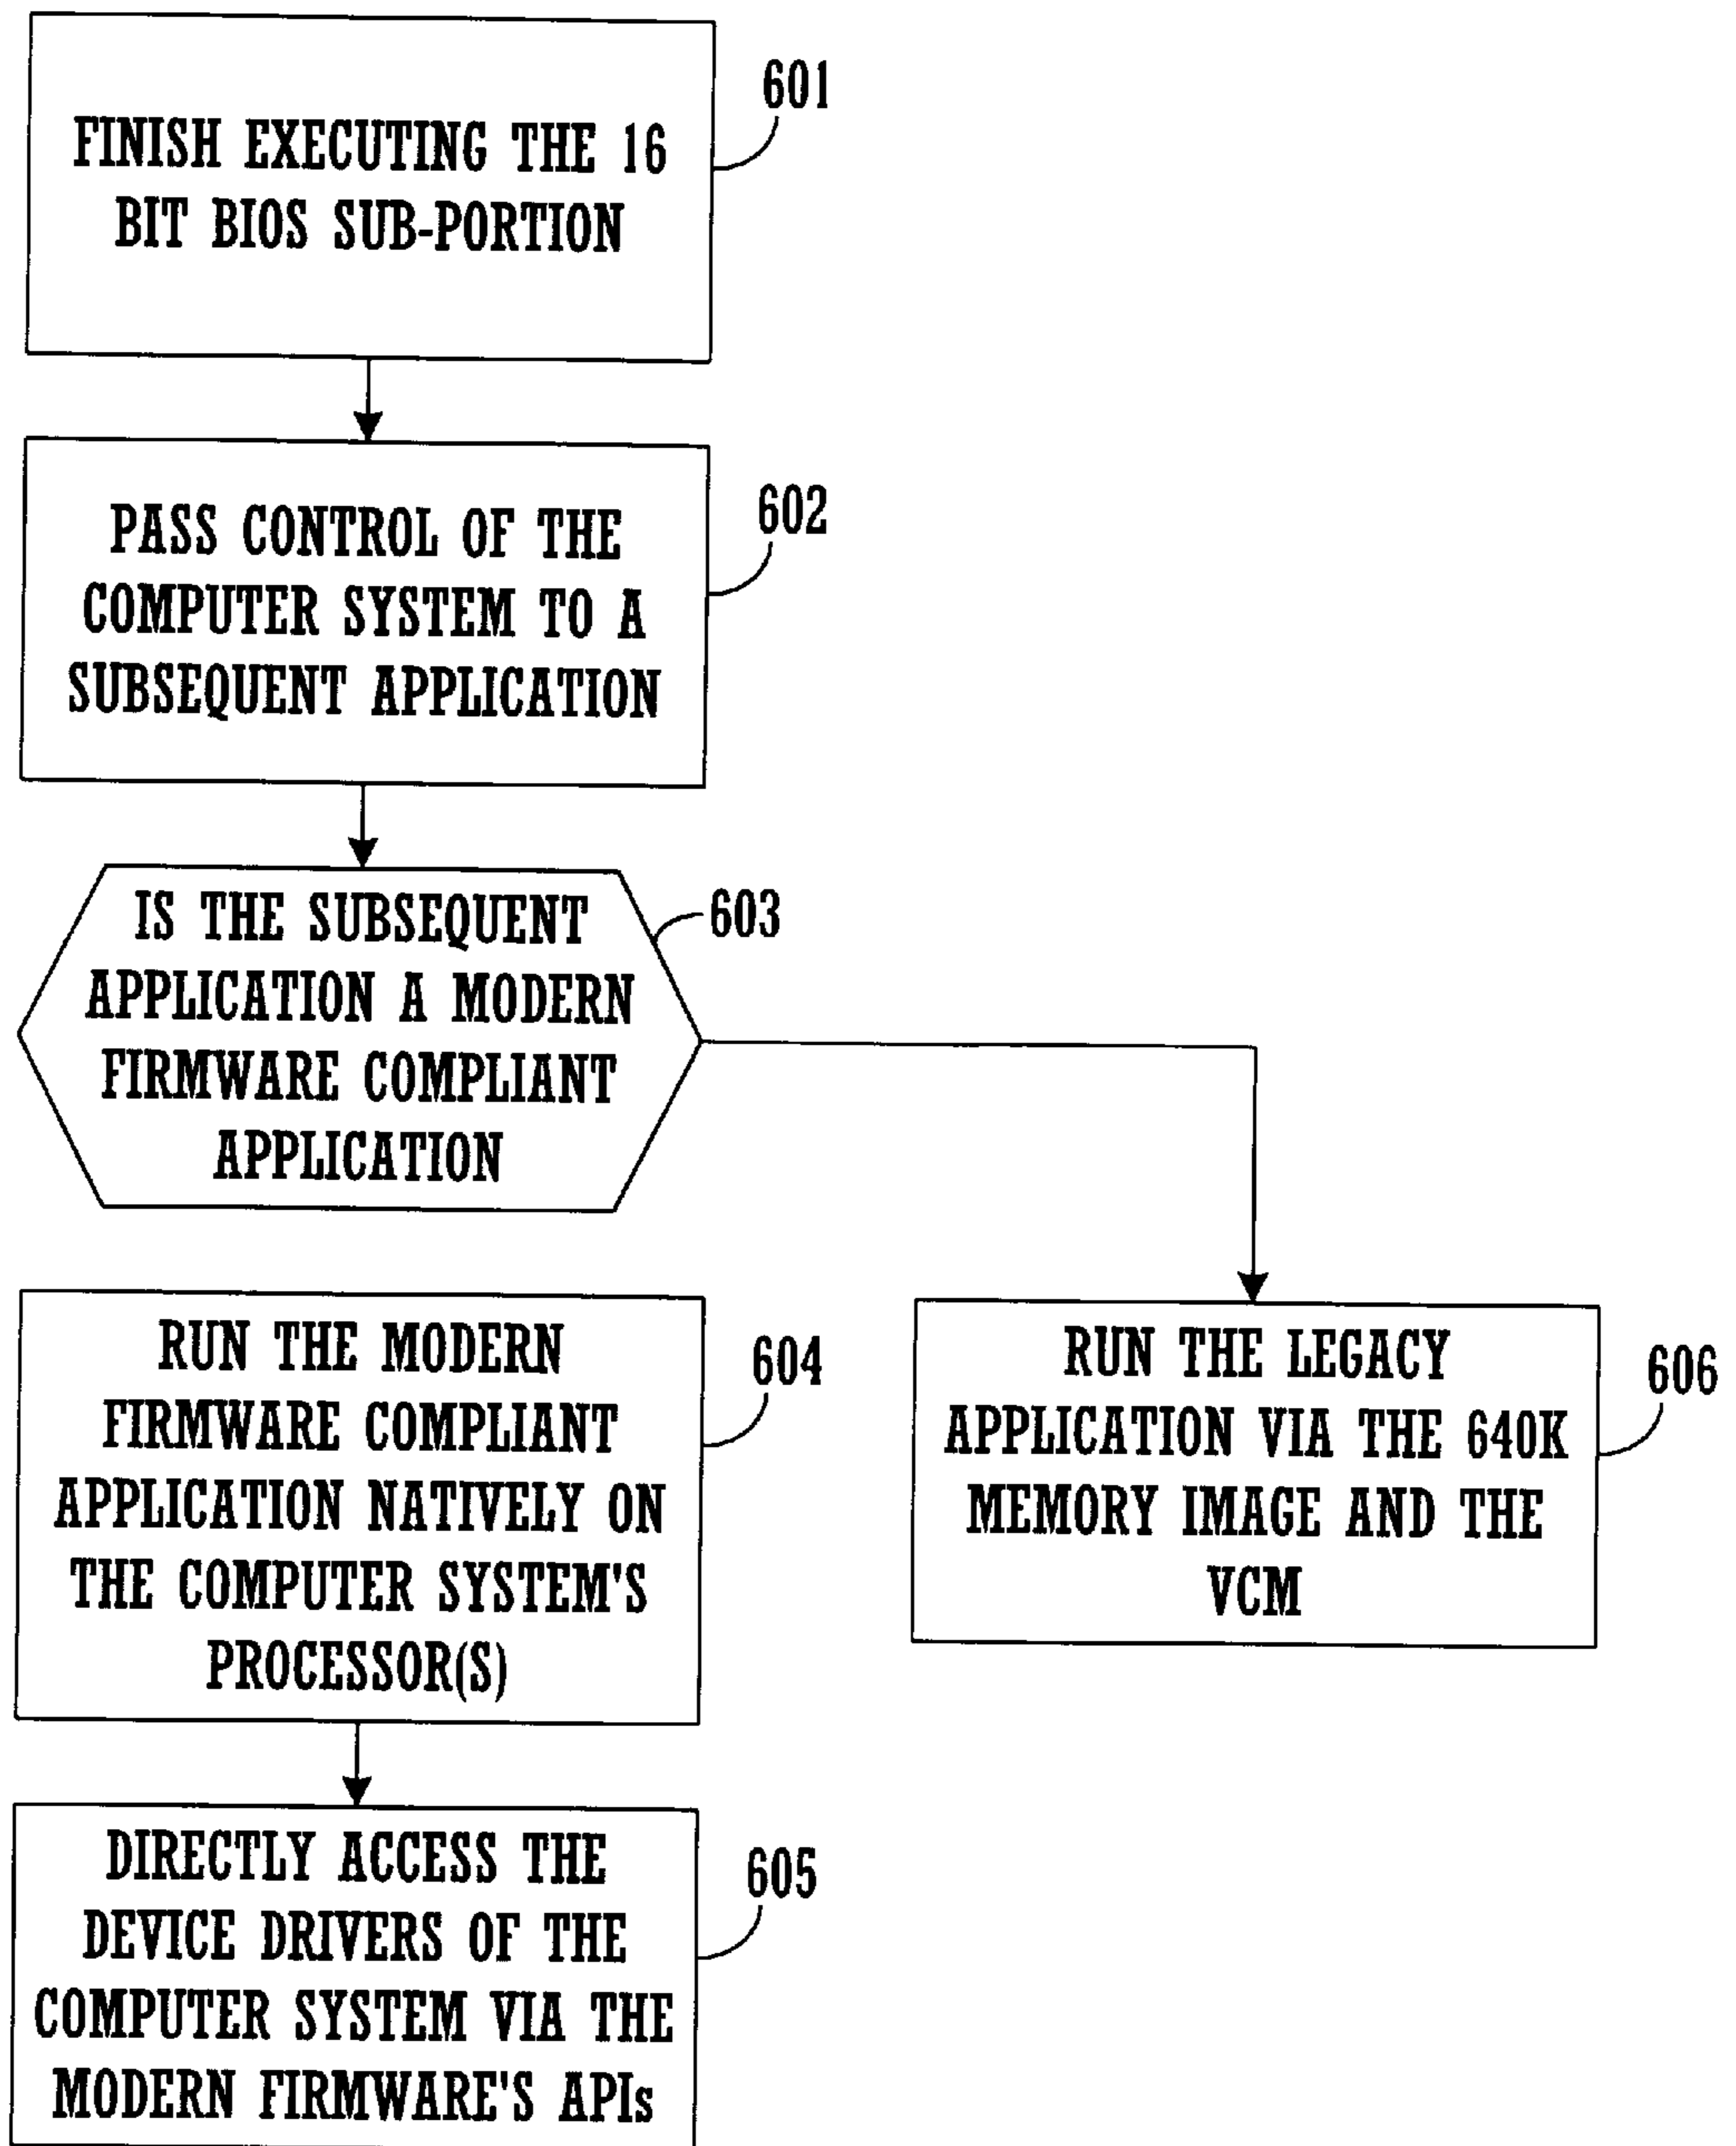 FINISH EXECUTING THE 16
BIT BIOS SUB-PORTION
601
PASS CONTROL OF THE
COMPUTER SYSTEM TO A
SUBSEQUENT APPLICATION
602
IS THE SUBSEQUENT
APPLICATION A MODERN
FIRMWARE COMPLIANT
APPLICATION
603
RUN THE MODERN
FIRMWARE COMPLIANT
APPLICATION NATIVELY ON
THE COMPUTER SYSTEM'S
PROCESSOR(S)
604
RUN THE LEGACY
APPLICATION VIA THE 640K
MEMORY IMAGE AND THE
VCM
606
DIRECTLY ACCESS THE
DEVICE DRIVERS OF THE
COMPUTER SYSTEM VIA THE
MODERN FIRMWARE'S APIs
605